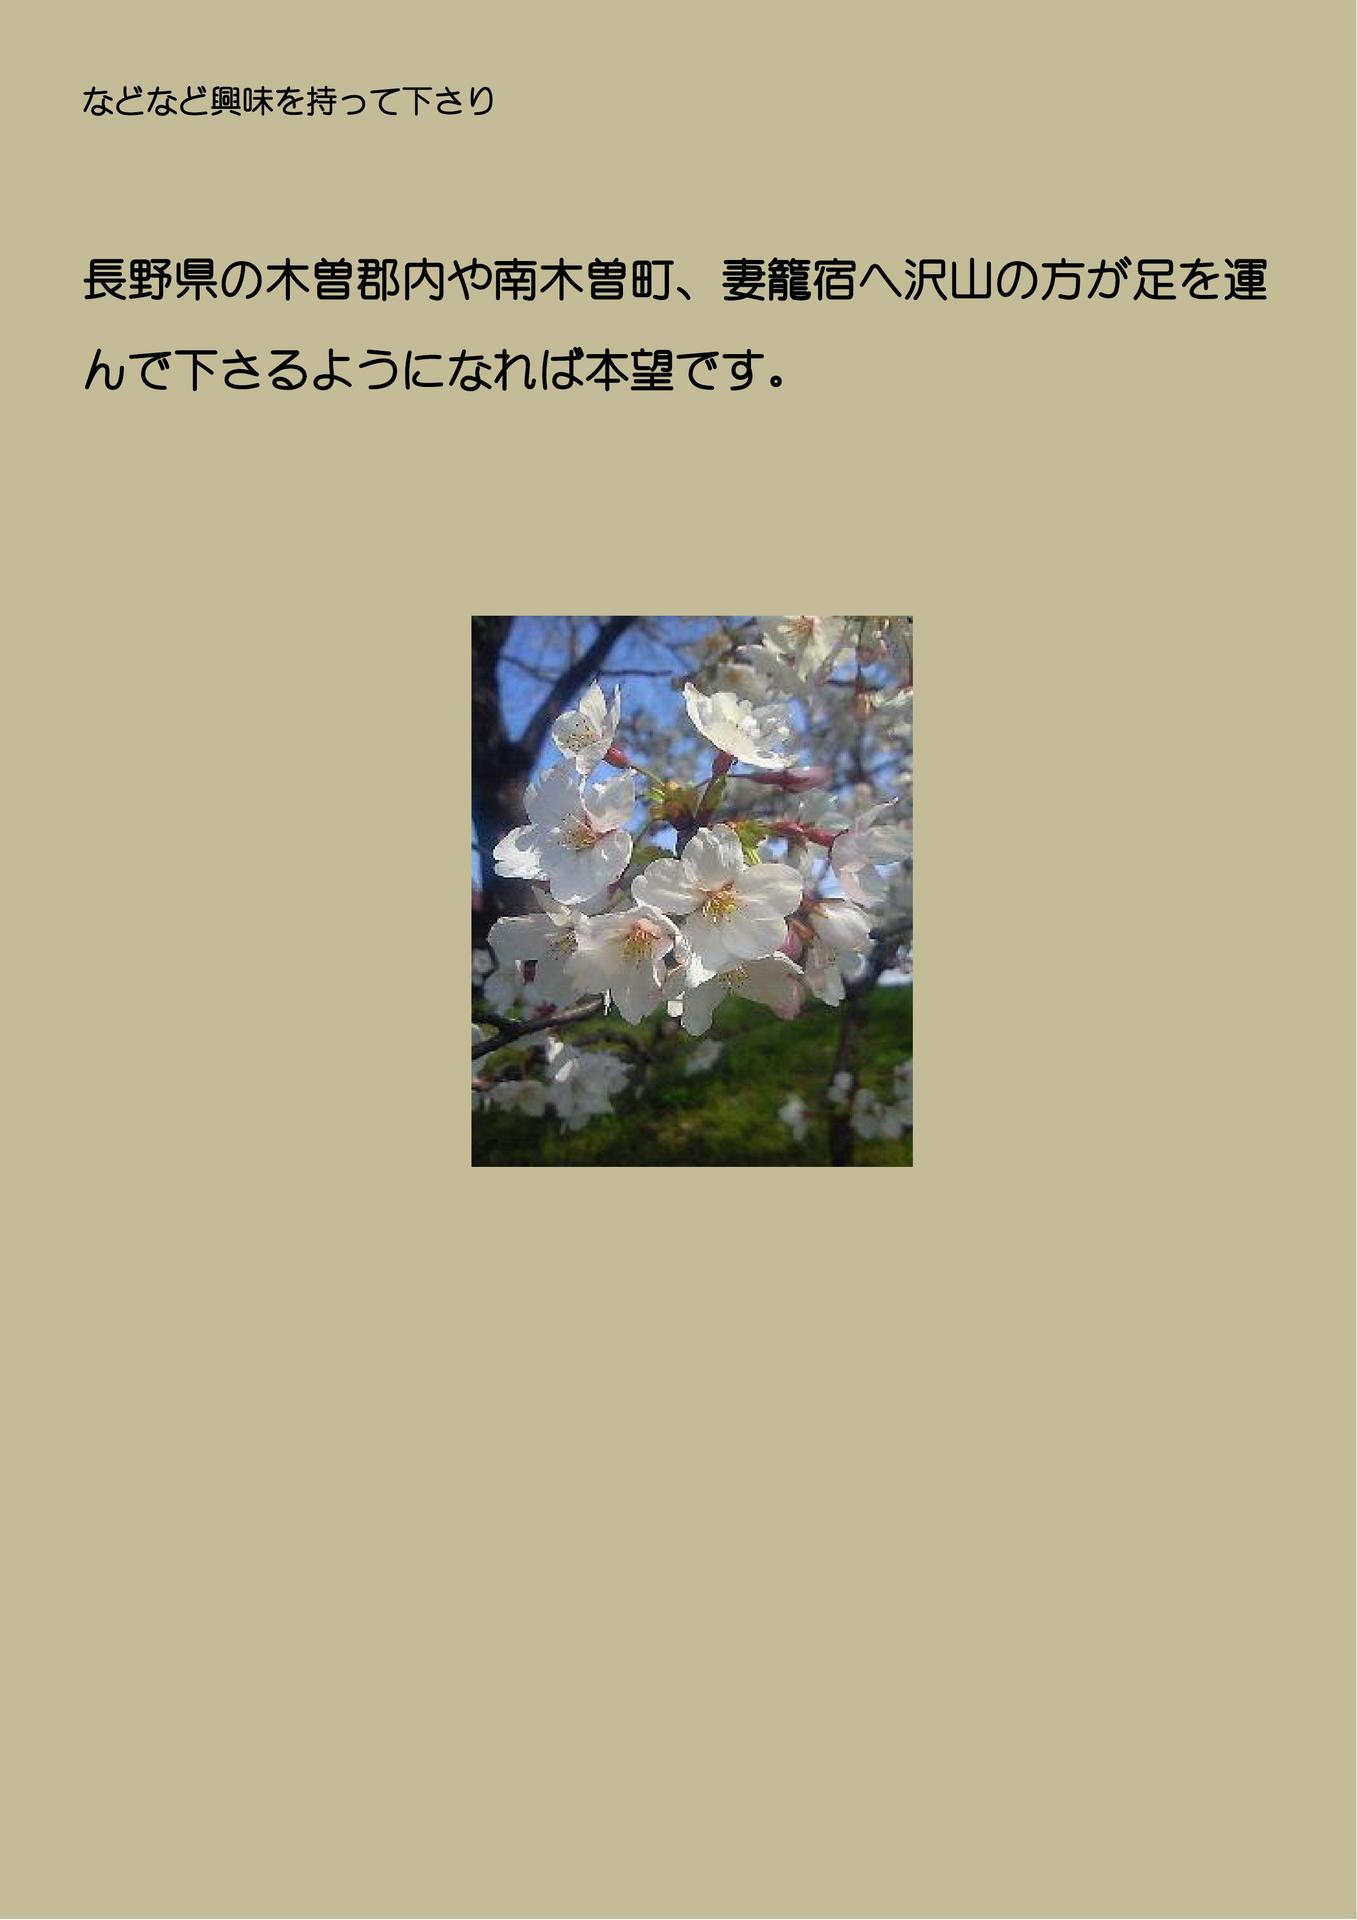 などなど興味を持って下さり
長野県の木曽郡内や南木曽町、妻籠宿へ沢山の方が足を運
んで下さるようになれば本望です。